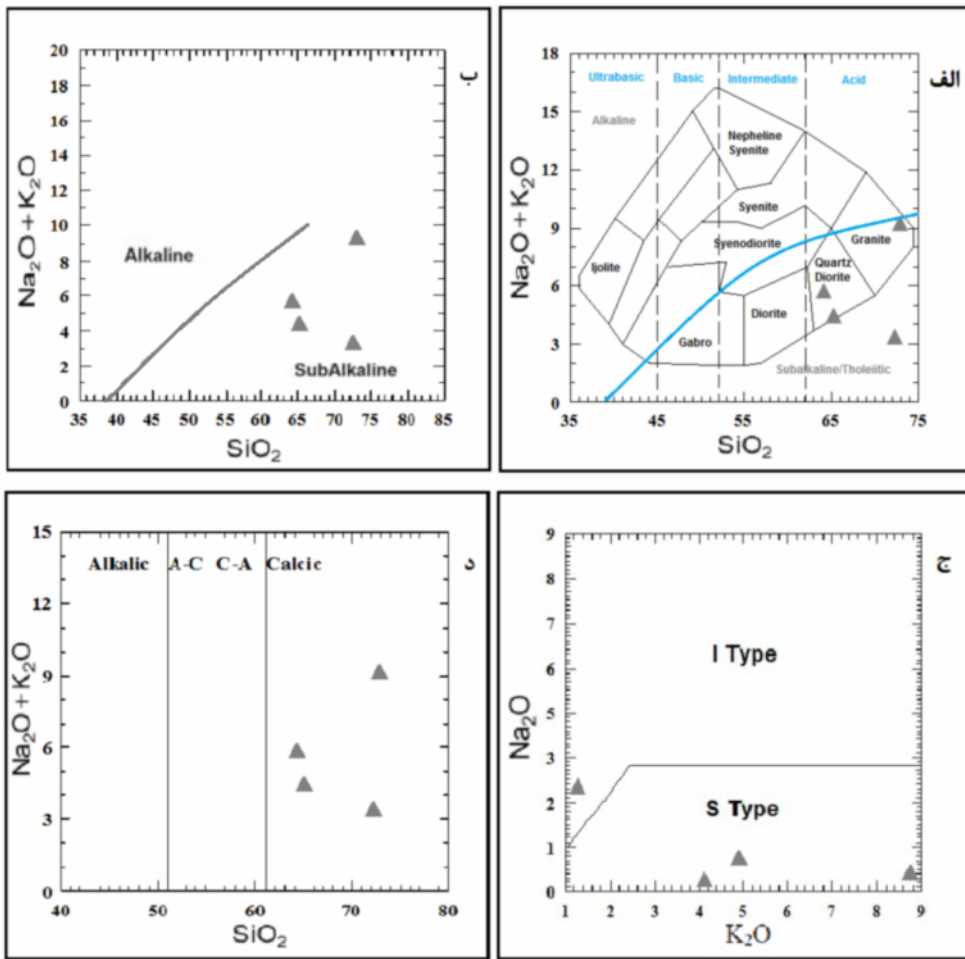 ب
20
18
16
14
12
10
8
6
4
2
0
Na₂O+K₂O
Alkaline
SubAlkaline
35 40 45 50 55 60 65 70 75 80 85
SiO₂
الف
18
15
12
9
6
3
0
Na₂O+K₂O
Ultrabasic Basic Intermediate Acid
Alkaline
Nepheline
Syenite
Syenite
Syenodiorite
Granite
Ijolite
Quartz
Diorite
Diorite
Gabro
Subalkaline/Tholeiitic
35 45 55 65 75
SiO₂
د
15
12
9
6
3
0
Na₂O+K₂O
Alkalic A-C C-A Calcic
40 50 60 70 80
SiO₂
ج
9
8
7
6
5
3
2
1
0
Na₂O
I Type
S Type
1 2 3 4 5 6 7 8 9
K₂O